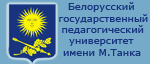 Белорусский
государственный
педагогический
университет
имени М.Танка